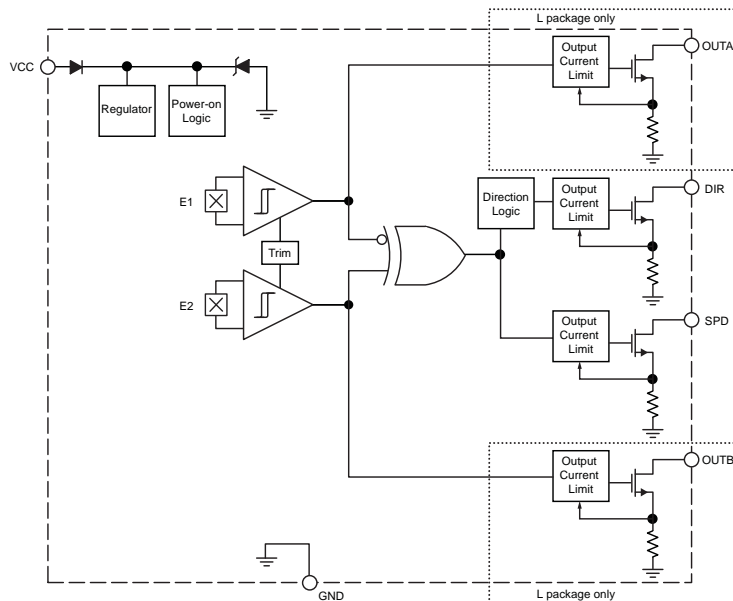 L package only
VCC
Regulator
Power-on
Logic
Output
Current
Limit
OUTA
E1
Trim
E2
Direction
Logic
Output
Current
Limit
DIR
Output
Current
Limit
SPD
Output
Current
Limit
OUTB
GND
L package only